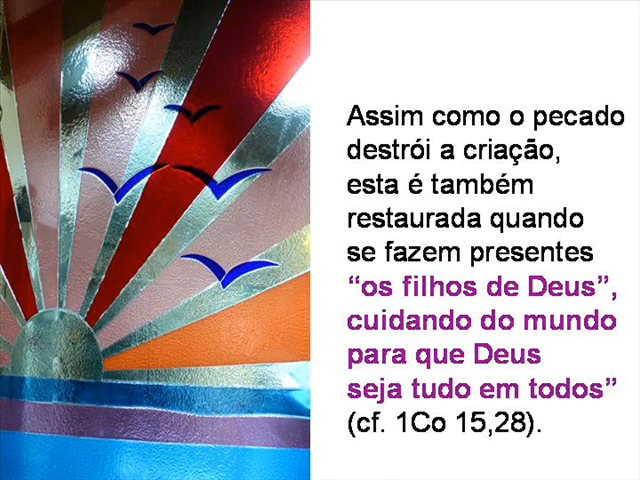 Assim como o pecado
destrói a criação,
esta é também
restaurada quando
se fazem presentes
“os filhos de Deus”,
cuidando do mundo
para que Deus
seja tudo em todos”
(cf. 1Co 15,28).